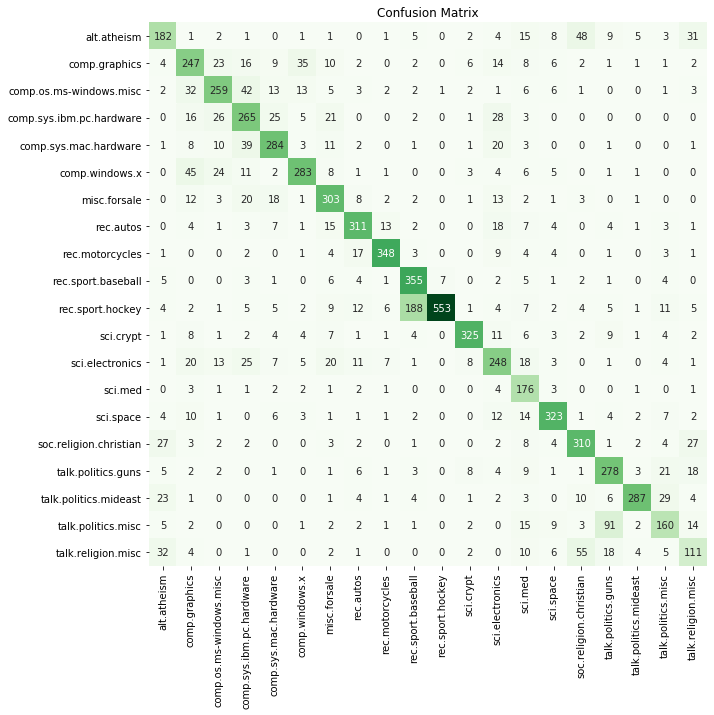 Confusion Matrix
alt.atheism 182 1 2 1 0 1 1 0 1 5 0 2 4 15 8 48 9 5 3 31
comp.graphics 4 247 23 16 9 35 10 2 0 2 0 6 14 8 6 2 1 1 1 2
comp.os.ms-windows.misc 2 32 259 42 13 13 5 3 2 2 1 2 1 6 6 1 0 0 1 3
comp.sys.ibm.pc.hardware 0 16 26 265 25 5 21 0 0 2 0 1 28 3 0 0 0 0 0 0
comp.sys.mac.hardware 1 8 10 39 284 3 11 2 0 1 0 1 20 3 0 0 1 0 0 1
comp.windows.x 0 45 24 11 2 283 8 1 1 0 0 3 4 6 5 0 1 1 0 0
misc.forsale 0 12 3 20 18 1 303 8 2 2 0 1 13 2 1 3 0 1 0 0
rec.autos 0 4 1 3 7 1 15 311 13 2 0 0 18 7 4 0 4 1 3 1
rec.motorcycles 1 0 0 2 0 1 4 17 348 3 0 0 9 4 4 0 1 0 3 1
rec.sport.baseball 5 0 0 3 1 0 6 4 1 355 7 0 2 5 1 2 1 0 4 0
rec.sport.hockey 4 2 1 5 5 2 9 12 6 188 553 1 4 7 2 4 5 1 11 5
sci.crypt 1 8 1 2 4 4 7 1 1 4 0 325 11 6 3 2 9 1 4 2
sci.electronics 1 20 13 25 7 5 20 11 7 1 0 8 248 18 3 0 1 0 4 1
sci.med 0 3 1 1 2 2 1 2 1 0 0 0 4 176 3 0 0 1 0 1
sci.space 4 10 1 0 6 3 1 1 1 2 0 0 12 14 323 1 4 2 7 2
soc.religion.christian 27 3 2 2 0 0 3 2 0 1 0 0 2 8 4 310 1 2 4 27
talk.politics.guns 5 2 2 0 0 1 1 6 1 3 0 8 4 9 1 1 278 3 21 18
talk.politics.mideast 23 1 0 0 0 0 1 4 1 4 0 1 2 3 0 10 6 287 29 4
talk.politics.misc 5 2 0 0 1 2 2 1 1 0 0 2 0 15 9 3 91 2 160 14
talk.religion.misc 32 4 0 1 0 0 2 1 0 0 0 2 0 10 6 55 18 4 5 111
alt.atheism
comp.graphics
comp.os.ms-windows.misc
comp.sys.ibm.pc.hardware
comp.sys.mac.hardware
comp.windows.x
misc.forsale
rec.autos
rec.motorcycles
rec.sport.baseball
rec.sport.hockey
sci.crypt
sci.electronics
sci.med
sci.space
soc.religion.christian
talk.politics.guns
talk.politics.mideast
talk.politics.misc
talk.religion.misc